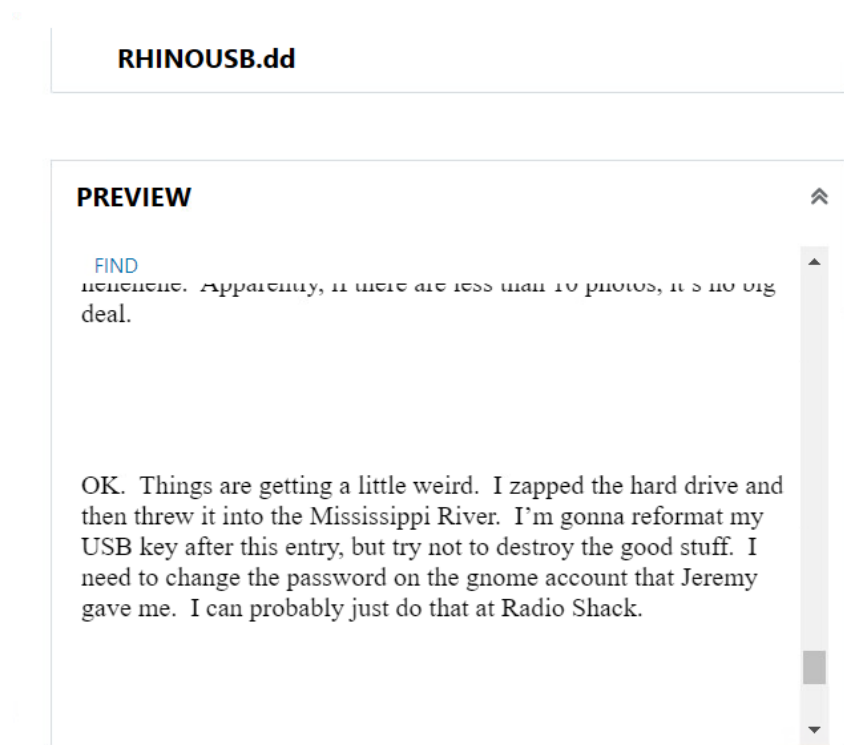 RHINOUSB.dd
PREVIEW
FIND
hehehehe.  Apparently, if there are less than 10 photos, it's no big
deal.
OK.  Things are getting a little weird.  I zapped the hard drive and
then threw it into the Mississippi River.  I’m gonna reformat my
USB key after this entry, but try not to destroy the good stuff.  I
need to change the password on the gnome account that Jeremy
gave me.  I can probably just do that at Radio Shack.